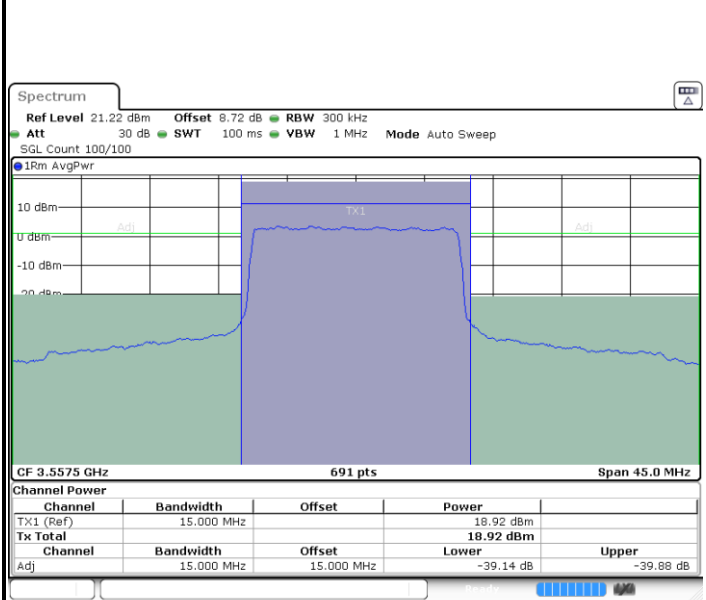 Spectrum
Ref Level 21.22 dBm Offset 8.72 dB RBW 300 kHz
Att 30 dB SWT 100 ms VBW 1 MHz Mode Auto Sweep
SGL Count 100/100
1Rm AvgPwr
10 dBm
TX1
Adj Adj
0 dBm
-10 dBm
-20 dBm
CF 3.5575 GHz 691 pts Span 45.0 MHz
Channel Power
Channel Bandwidth Offset Power
TX1 (Ref) 15.000 MHz 18.92 dBm
Tx Total 18.92 dBm
Channel Bandwidth Offset Lower Upper
Adj 15.000 MHz 15.000 MHz -39.14 dB -39.88 dB
Ready